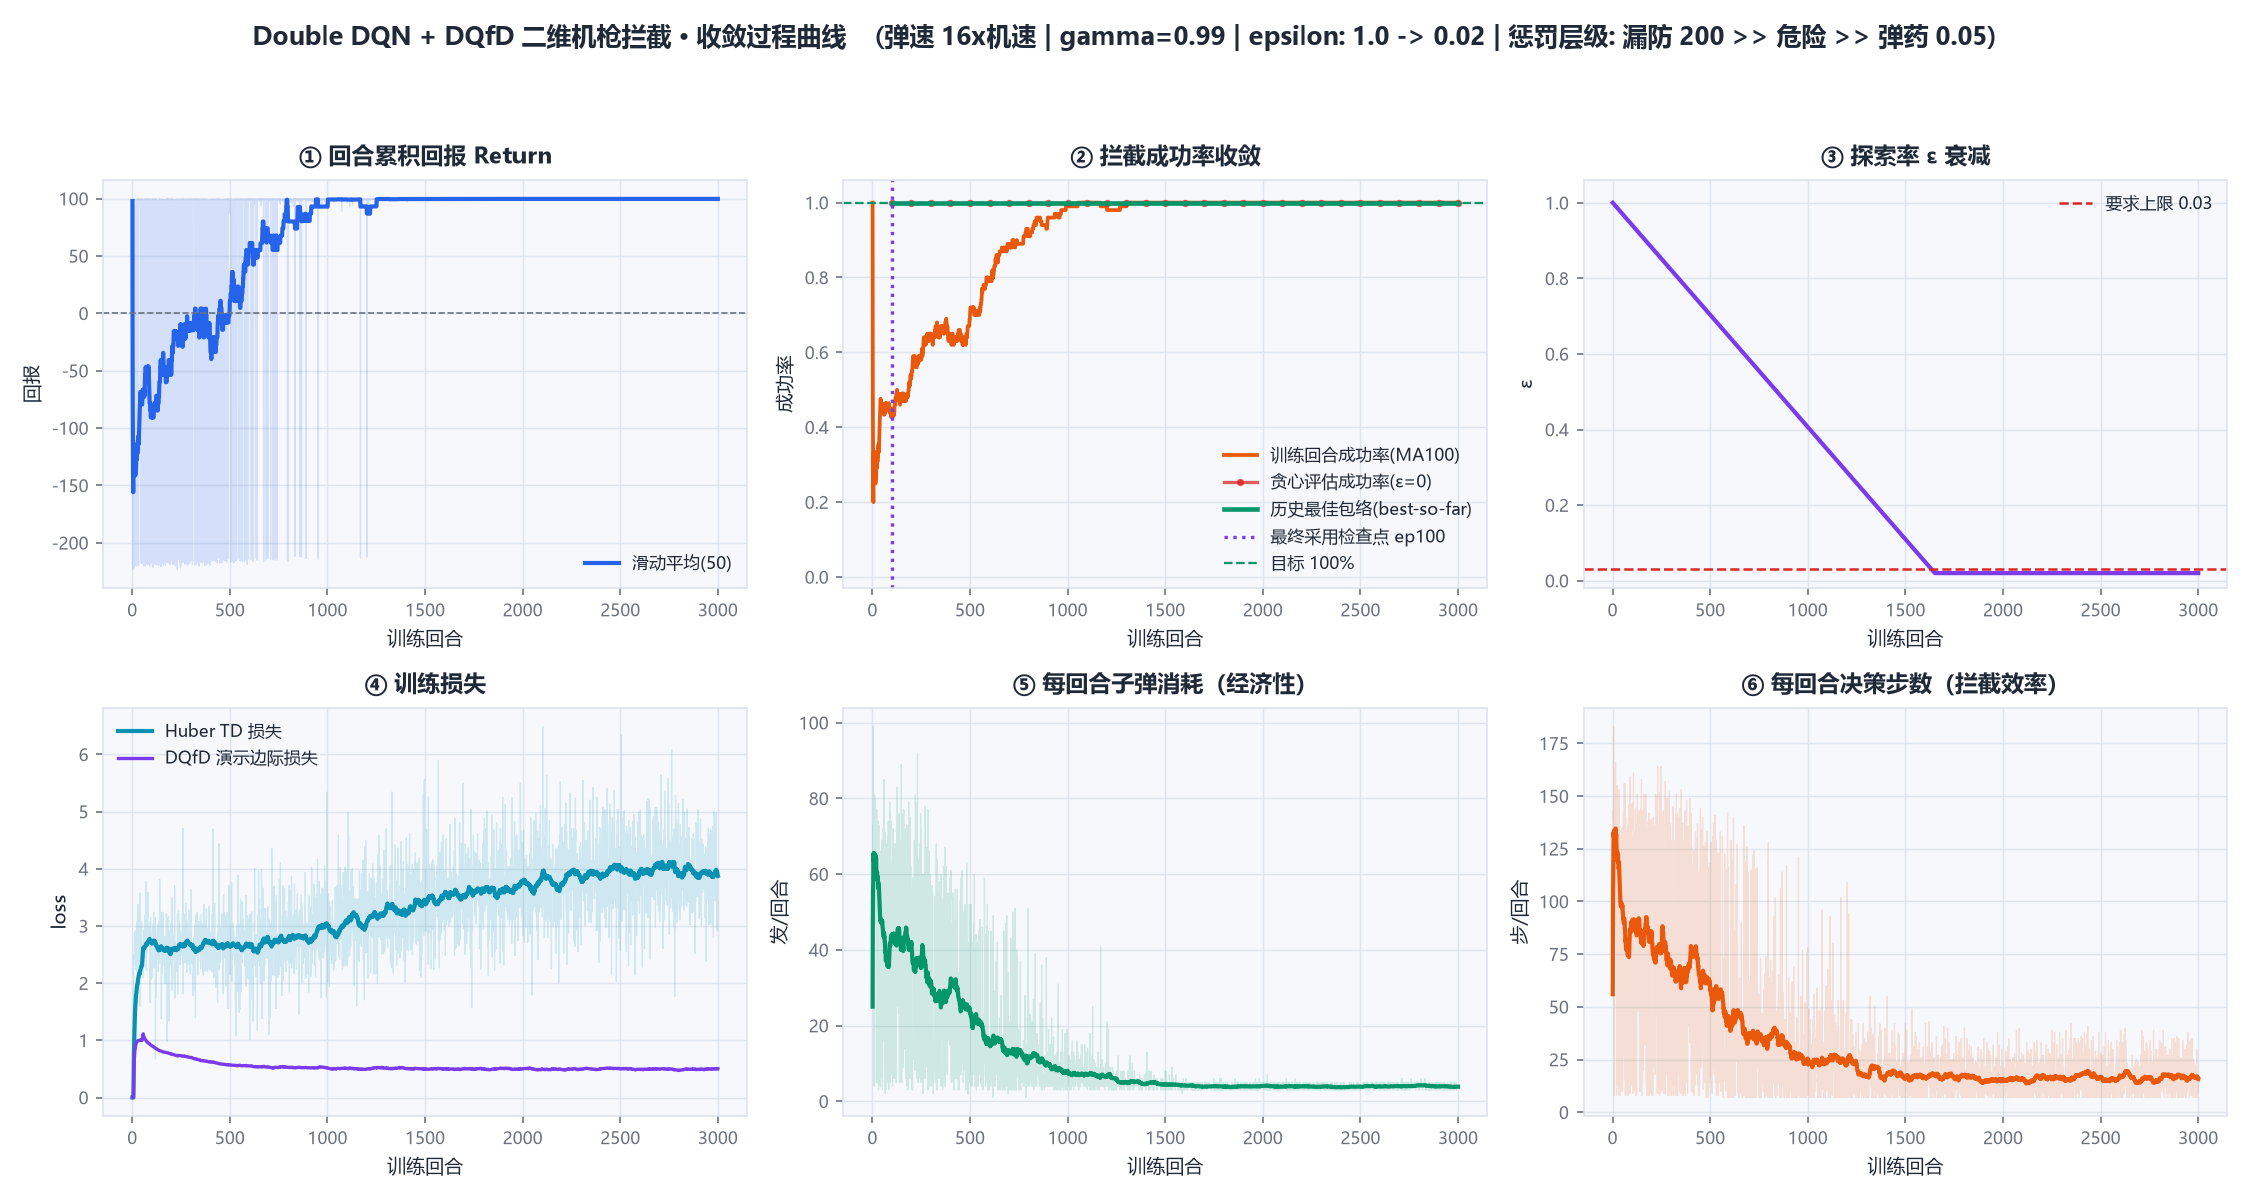 Double DQN + DQfD 二维机枪拦截 • 收敛过程曲线 （弹速 16x机速 | gamma=0.99 | epsilon: 1.0 -> 0.02 | 惩罚层级: 漏防 200 >> 危险 >> 弹药 0.05）
① 回合累积回报 Return
100
50
0
-50
-100
-150
-200
回报
滑动平均(50)
0 500 1000 1500 2000 2500 3000
训练回合
② 拦截成功率收敛
1.0
0.8
0.6
0.4
0.2
0.0
成功率
训练回合成功率(MA100)
贪心评估成功率(ε=0)
历史最佳包络(best-so-far)
最终采用检查点 ep100
目标 100%
0 500 1000 1500 2000 2500 3000
训练回合
③ 探索率 ε 衰减
1.0
0.8
0.6
0.4
0.2
0.0
ε
要求上限 0.03
0 500 1000 1500 2000 2500 3000
训练回合
④ 训练损失
Huber TD 损失
DQfD 演示边际损失
6
5
4
3
2
1
0
loss
0 500 1000 1500 2000 2500 3000
训练回合
⑤ 每回合子弹消耗（经济性）
100
80
60
40
20
0
发/回合
0 500 1000 1500 2000 2500 3000
训练回合
⑥ 每回合决策步数（拦截效率）
175
150
125
100
75
50
25
0
步/回合
0 500 1000 1500 2000 2500 3000
训练回合